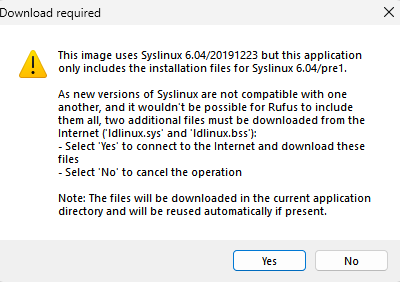 Download required
This image uses Syslinux 6.04/20191223 but this application
only includes the installation files for Syslinux 6.04/pre1.
As new versions of Syslinux are not compatible with one
another, and it wouldn't be possible for Rufus to include
them all, two additional files must be downloaded from the
Internet ('ldlinux.sys' and 'ldlinux.bss'):
- Select 'Yes' to connect to the Internet and download these
files
- Select 'No' to cancel the operation
Note: The files will be downloaded in the current application
directory and will be reused automatically if present.
Yes
No